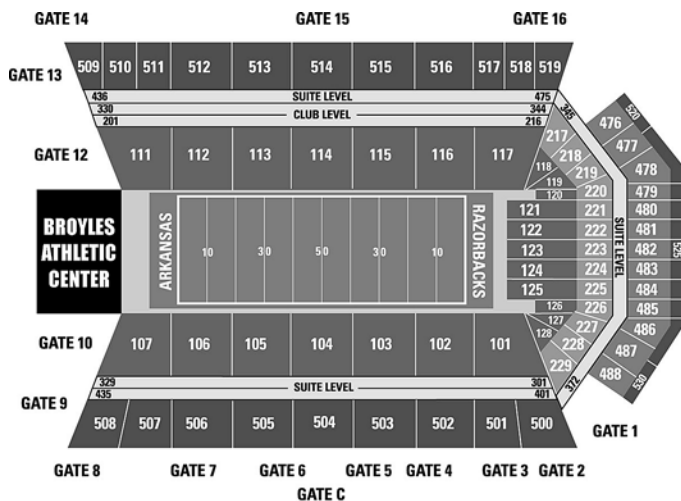 GATE 14
GATE 15
GATE 16
GATE 13
509 510 511 512 513 514 515 516 517 518 519
436 SUITE LEVEL 475
330 CLUB LEVEL 344
201 216
345
520
476
477
478
GATE 12
111 112 113 114 115 116 117
217
218
219
118
119
120
220
479
BROYLES
ATHLETIC
CENTER
ARKANSAS
10 30 50 30 10
RAZORBACKS
121 221 480
122 222 481
123 223 482
124 224 483
125 225 484
SUITE LEVEL
525
126 226 485
127 227 486
128 228 487
229 488
372
530
GATE 10
107 106 105 104 103 102 101
329 SUITE LEVEL 301
435 401
GATE 9
508 507 506 505 504 503 502 501 500
GATE 1
GATE 8 GATE 7 GATE 6 GATE 5 GATE 4 GATE 3 GATE 2
GATE C